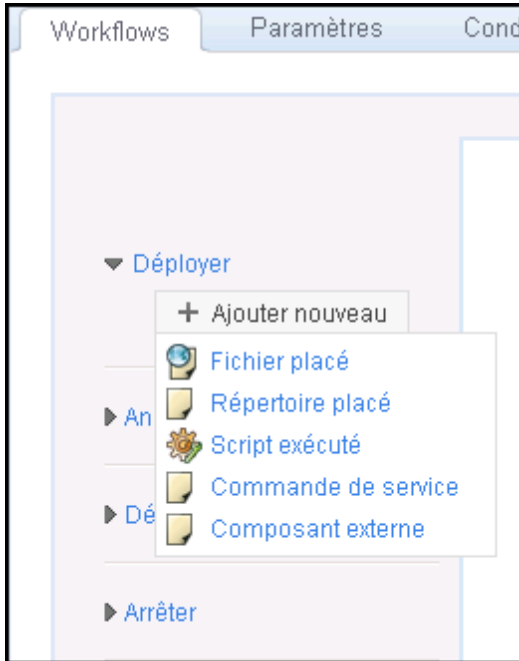 Workflows Paramètres Cond
Déployer
+ Ajouter nouveau
Fichier placé
Répertoire placé
An
Script exécuté
Commande de service
Dé
Composant externe
Arrêter